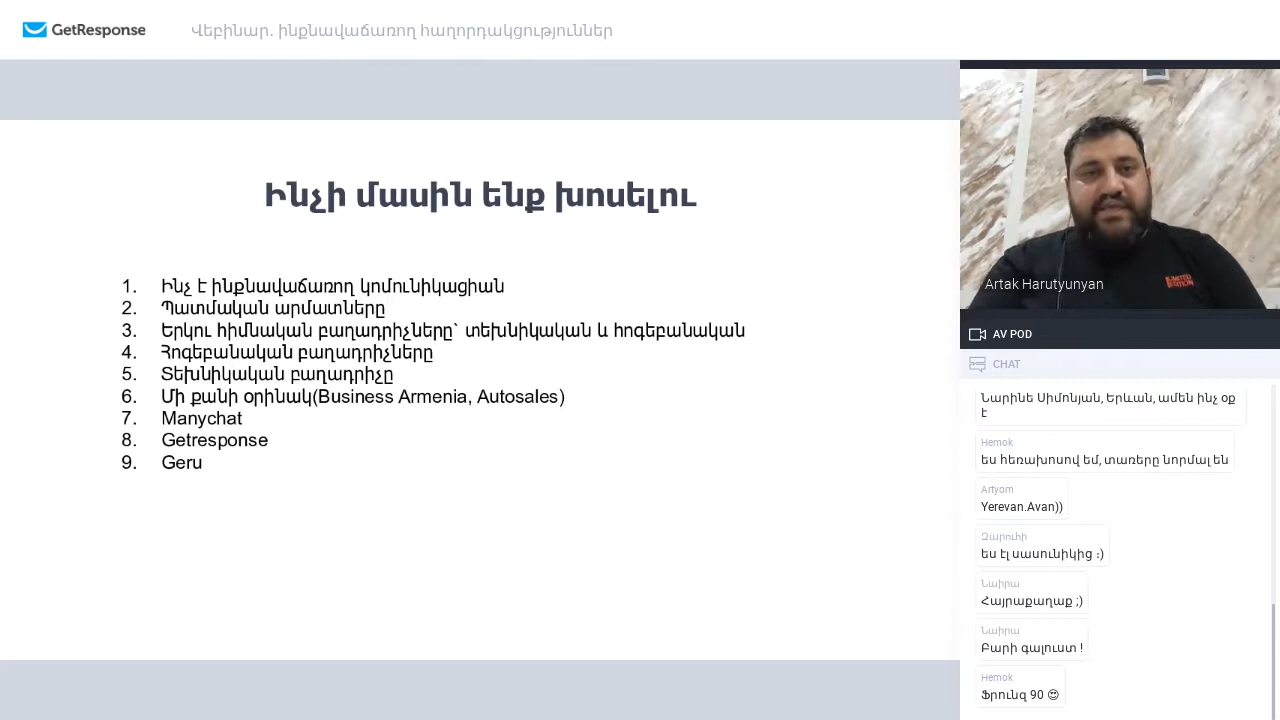 GetResponse
Վեբինար. ինքնավաճառող հաղորդակցություններ
Ինչի մասին ենք խոսելու
1. Ինչ է ինքնավաճառող կոմունիկացիան
2. Պատմական արմատները
3. Երկու հիմնական բաղադրիչները` տեխնիկական և հոգեբանական
4. Հոգեբանական բաղադրիչները
5. Տեխնիկական բաղադրիչը
6. Մի քանի օրինակ(Business Armenia, Autosales)
7. Manychat
8. Getresponse
9. Geru
Artak Harutyunyan
AV POD
CHAT
Նարինե Սիմոնյան, Երևան, ամեն ինչ օք
է
Hemok
ես հեռախոսով եմ, տառերը նորմալ են
Artyom
Yerevan.Avan))
Զարուհի
ես էլ սասունիկից ։)
Նաիրա
Հայրաքաղաք ;)
Նաիրա
Բարի գալուստ !
Hemok
Ֆրունզ 90 😍